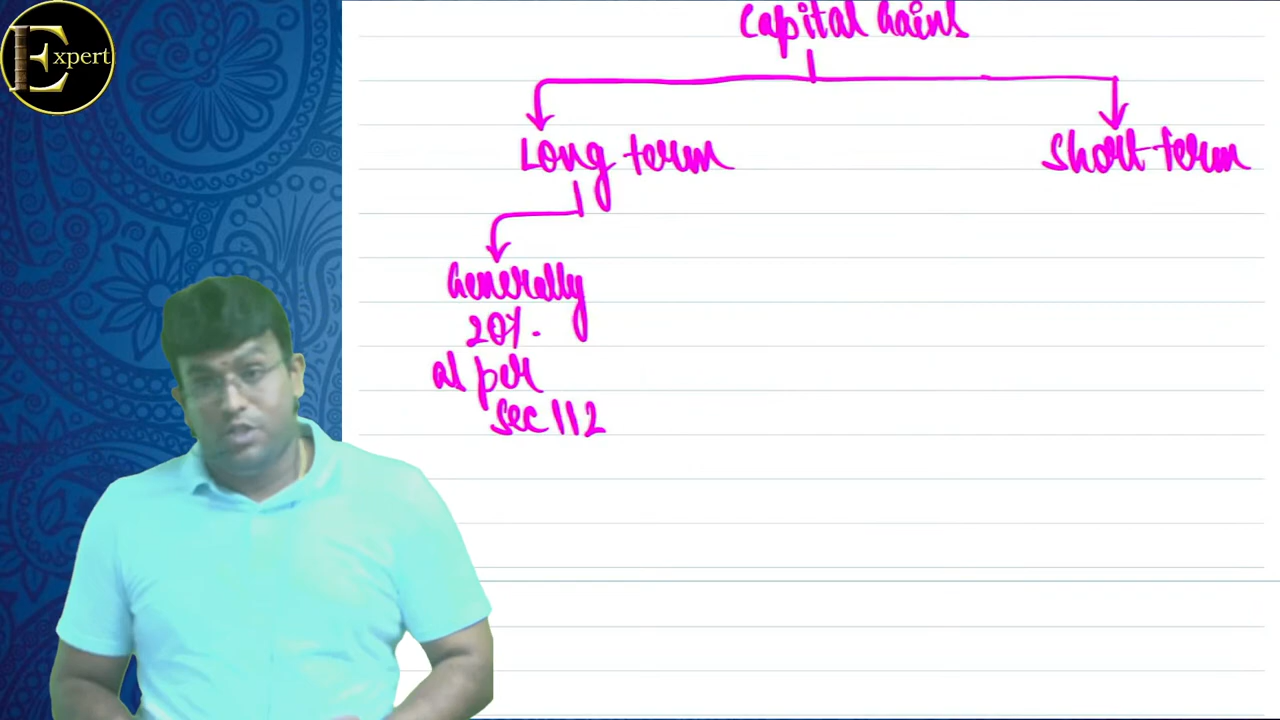 Expert
Capital Gains
Long term
Short term
Generally
20%.
as per
sec 112